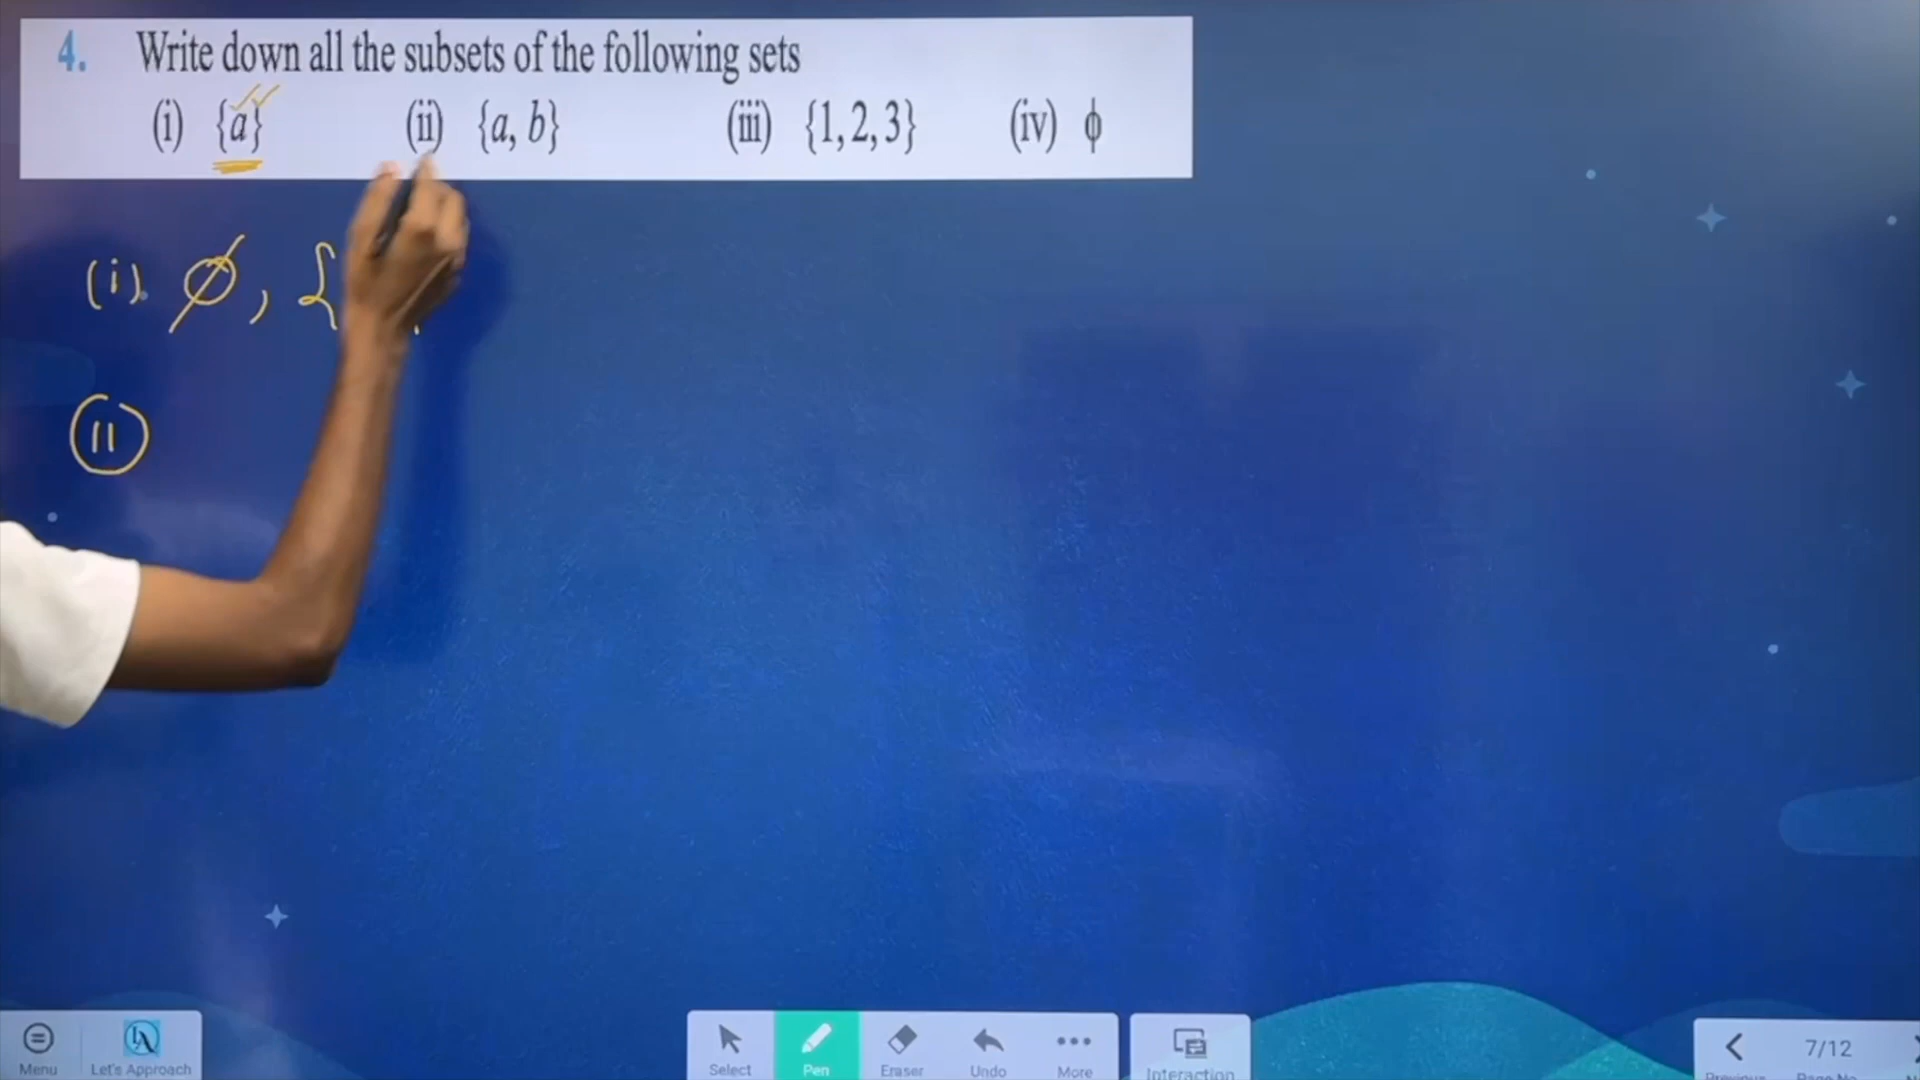 4. Write down all the subsets of the following sets
(i) {a} (ii) {a, b} (iii) {1, 2, 3} (iv) ϕ
(i) ∅, {
(II)
Menu Let's Approach Select Pen Eraser Undo More Interaction 7/12